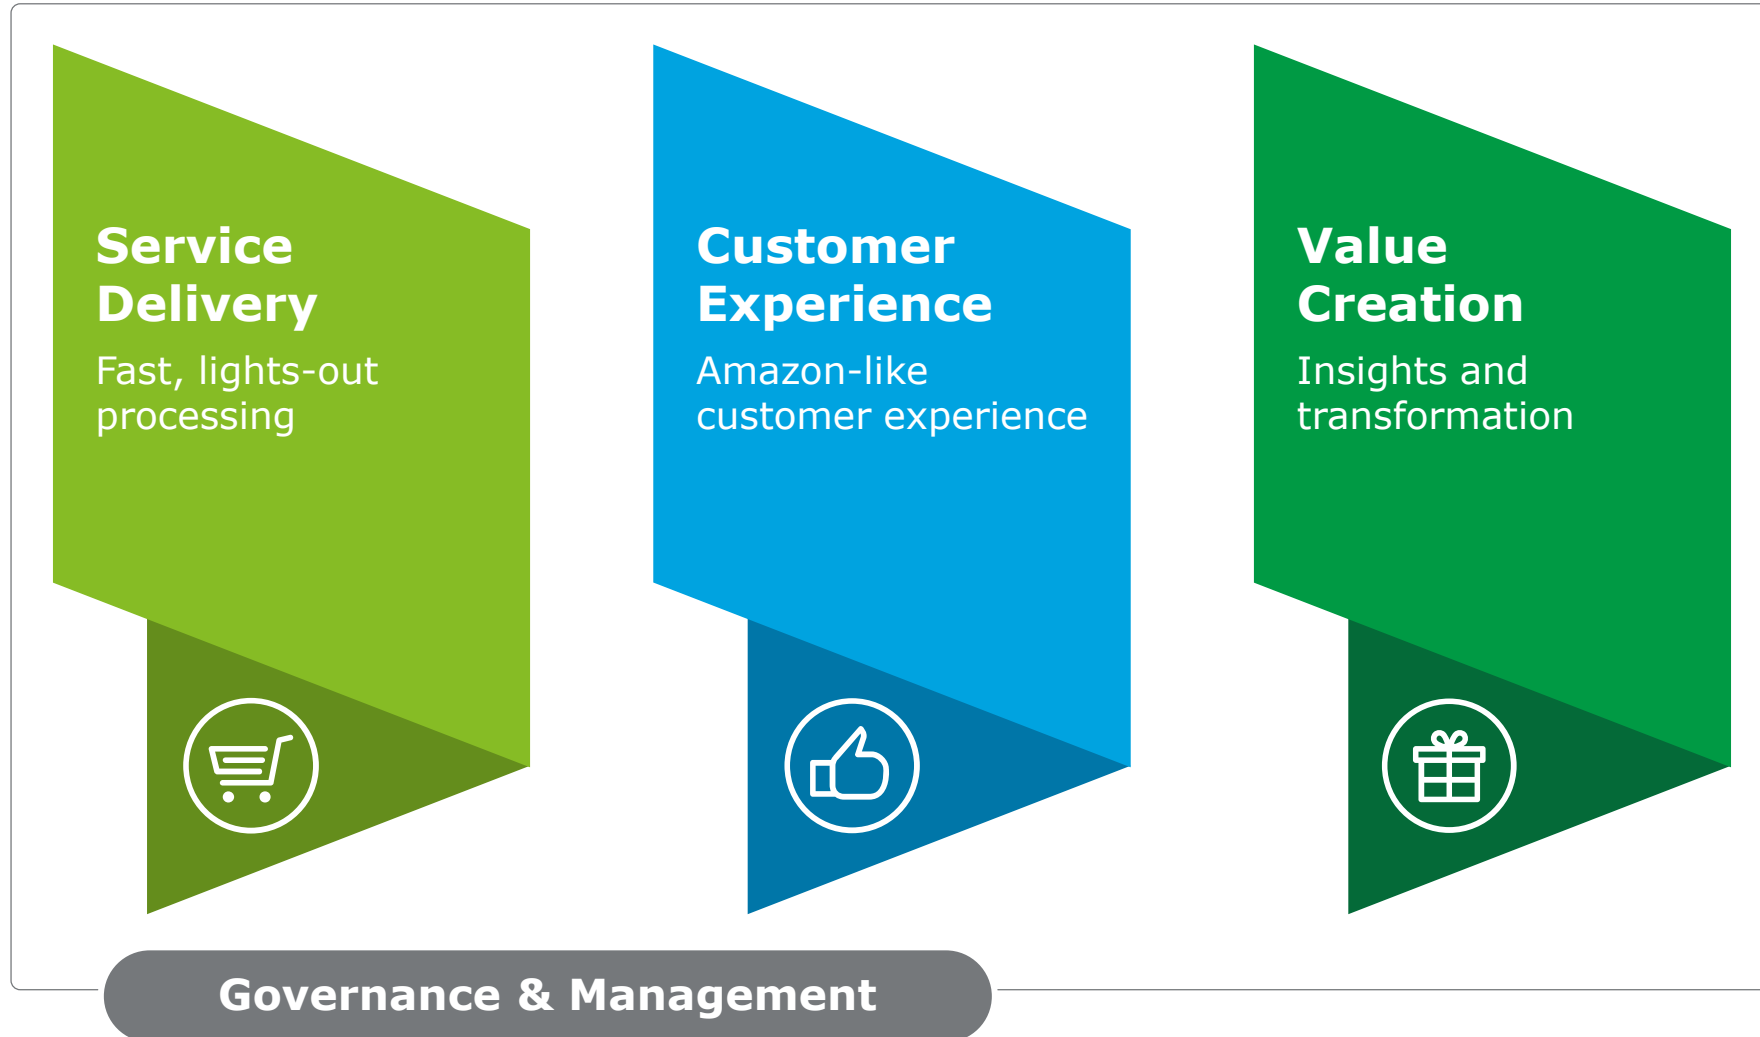 Service
Delivery
Fast, lights-out
processing
Customer
Experience
Amazon-like
customer experience
Value
Creation
Insights and
transformation
Governance & Management